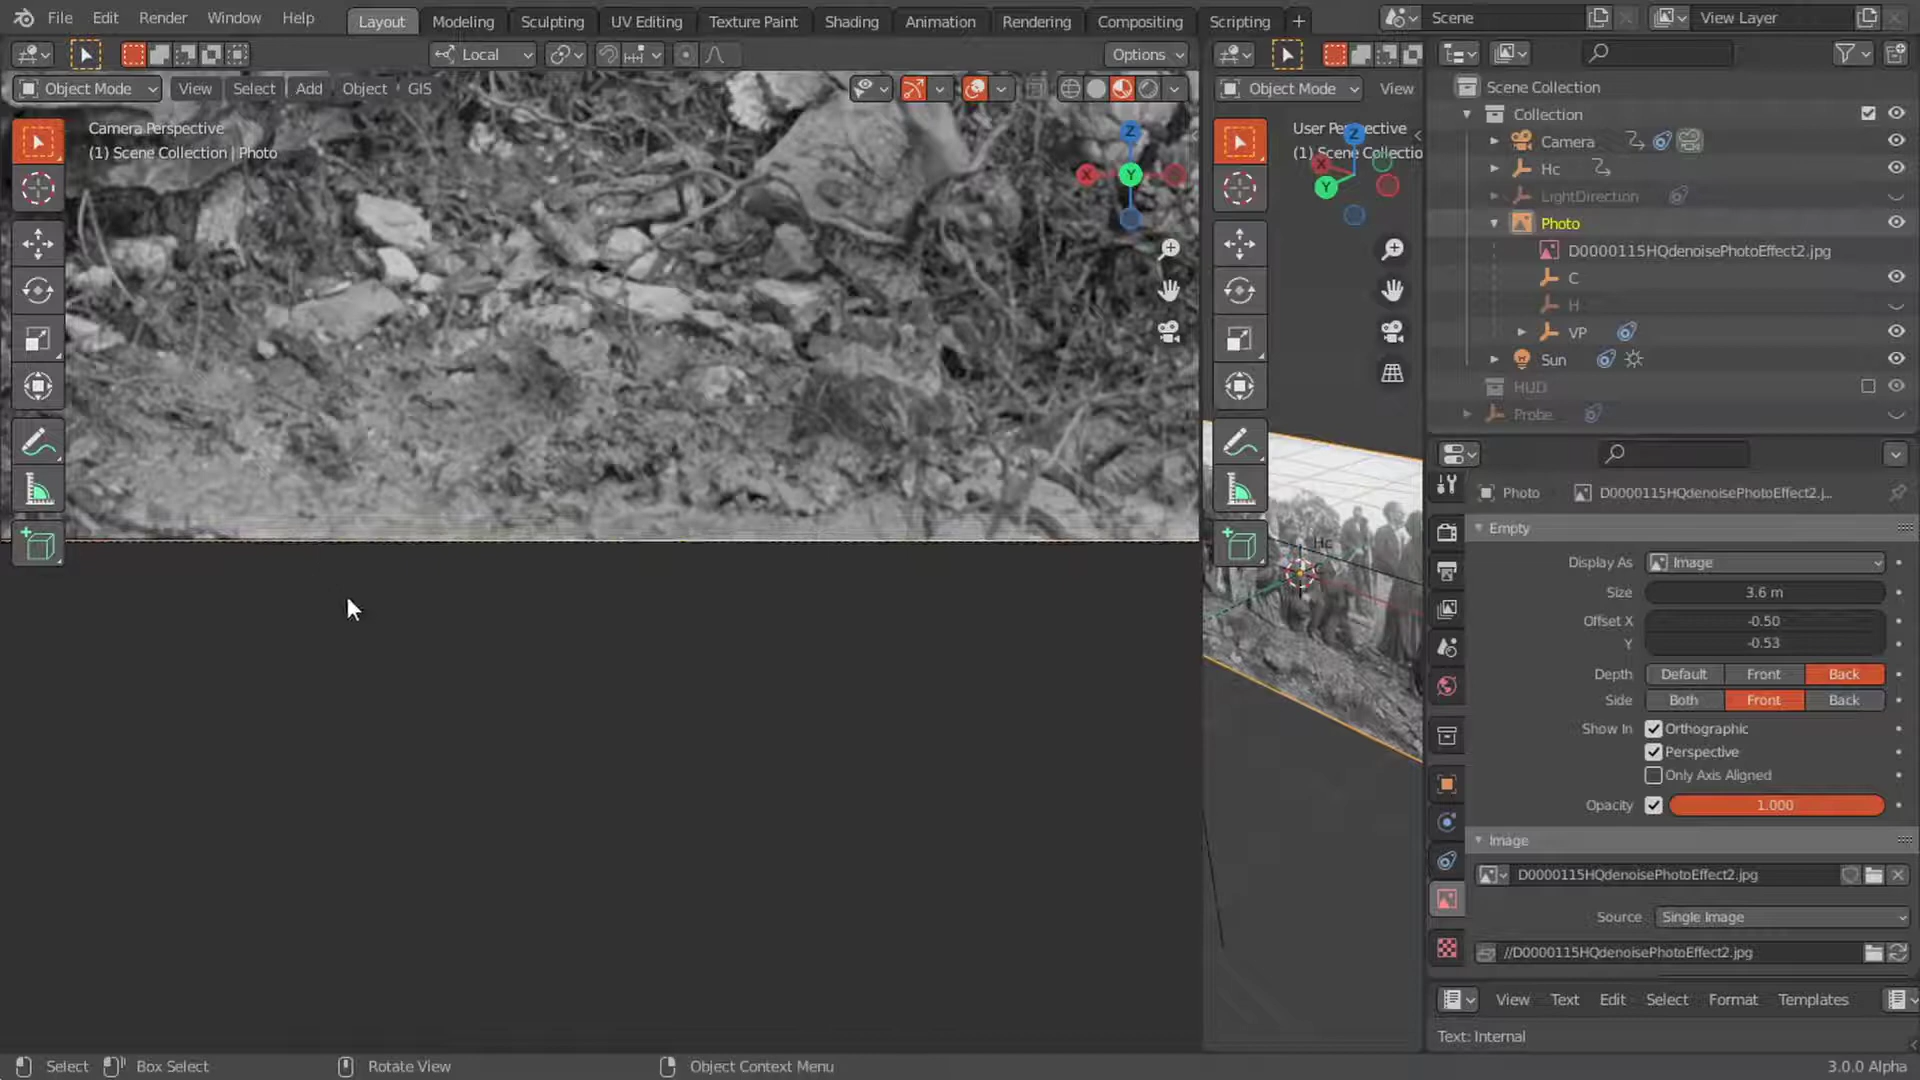 File Edit Render Window Help Layout Modeling Sculpting UV Editing Texture Paint Shading Animation Rendering Compositing Scripting + Scene View Layer
Local Options
Object Mode View Select Add Object GIS
Object Mode View
Camera Perspective
(1) Scene Collection | Photo
Z
X
Y
User Perspective
(1) Scene Collectio
Z
X
Y
Hc
C
Scene Collection
Collection
Camera
Hc
LightDirection
Photo
D0000115HQdenoisePhotoEffect2.jpg
C
H
VP
Sun
HUD
Probe
Photo D0000115HQdenoisePhotoEffect2.j...
Empty
Display As Image
Size 3.6 m
Offset X -0.50
Y -0.53
Depth Default Front Back
Side Both Front Back
Show In Orthographic
Perspective
Only Axis Aligned
Opacity 1.000
Image
D0000115HQdenoisePhotoEffect2.jpg
Source Single Image
//D0000115HQdenoisePhotoEffect2.jpg
View Text Edit Select Format Templates
Text: Internal
Select Box Select Rotate View Object Context Menu 3.0.0 Alpha